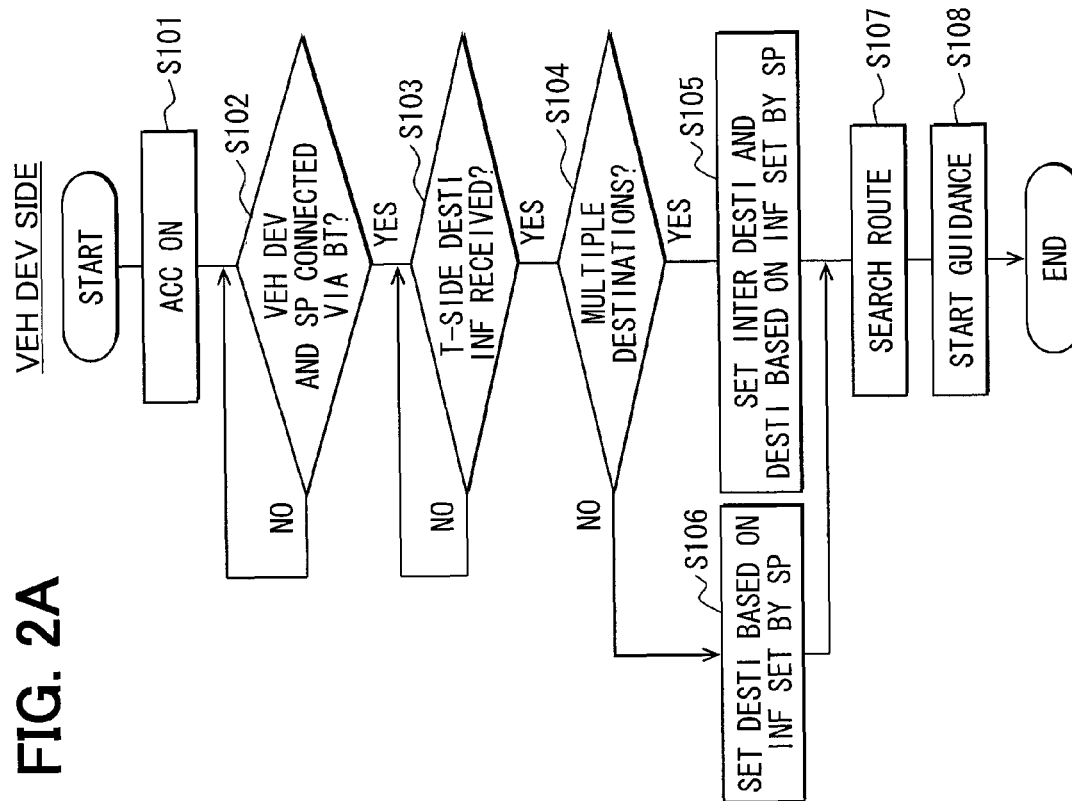 FIG. 2A
VEH DEV SIDE
START
ACC ON
S101
VEH DEV
AND SP CONNECTED
VIA BT?
S102
NO
YES
T-SIDE DESTI
INF RECEIVED?
S103
NO
YES
MULTIPLE
DESTINATIONS?
S104
NO
YES
SET INTER DESTI AND
DESTI BASED ON INF SET BY SP
S105
SET DESTI BASED ON
INF SET BY SP
S106
SEARCH ROUTE
S107
START GUIDANCE
S108
END